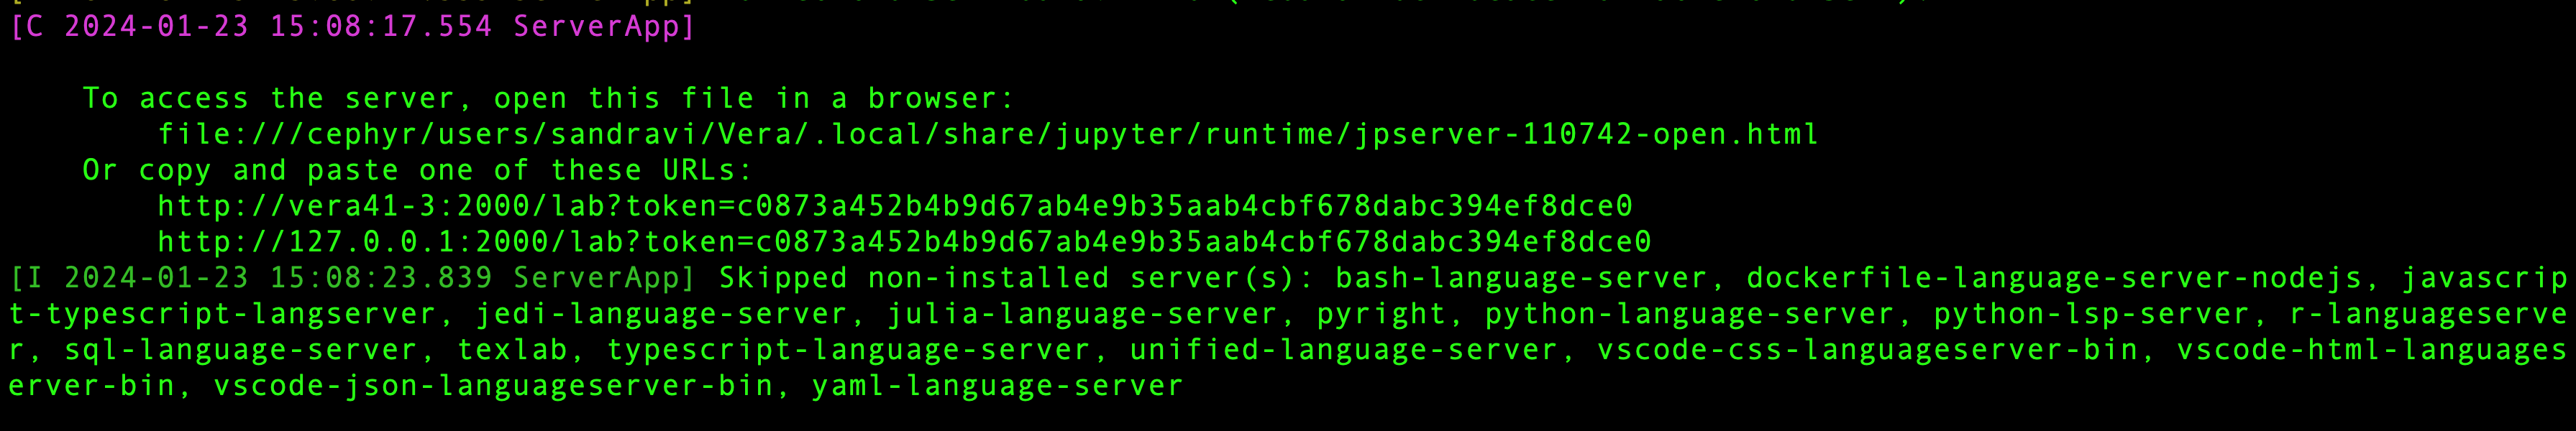 [C 2024-01-23 15:08:17.554 ServerApp]
To access the server, open this file in a browser:
file:///cephyr/users/sandravi/Vera/.local/share/jupyter/runtime/jpserver-110742-open.html
Or copy and paste one of these URLs:
http://vera41-3:2000/lab?token=c0873a452b4b9d67ab4e9b35aab4cbf678dabc394ef8dce0
http://127.0.0.1:2000/lab?token=c0873a452b4b9d67ab4e9b35aab4cbf678dabc394ef8dce0
[I 2024-01-23 15:08:23.839 ServerApp] Skipped non-installed server(s): bash-language-server, dockerfile-language-server-nodejs, javascrip
t-typescript-langserver, jedi-language-server, julia-language-server, pyright, python-language-server, python-lsp-server, r-languageserve
r, sql-language-server, texlab, typescript-language-server, unified-language-server, vscode-css-languageserver-bin, vscode-html-languages
erver-bin, vscode-json-languageserver-bin, yaml-language-server